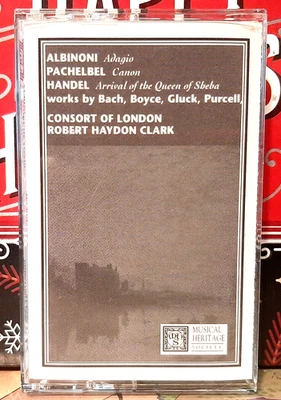 ALBINONI Adagio
PACHELBEL Canon
HANDEL Arrival of the Queen of Sheba
works by Bach, Boyce, Gluck, Purcell,
CONSORT OF LONDON
ROBERT HAYDON CLARK
MUSICAL
HERITAGE
SOCIETY